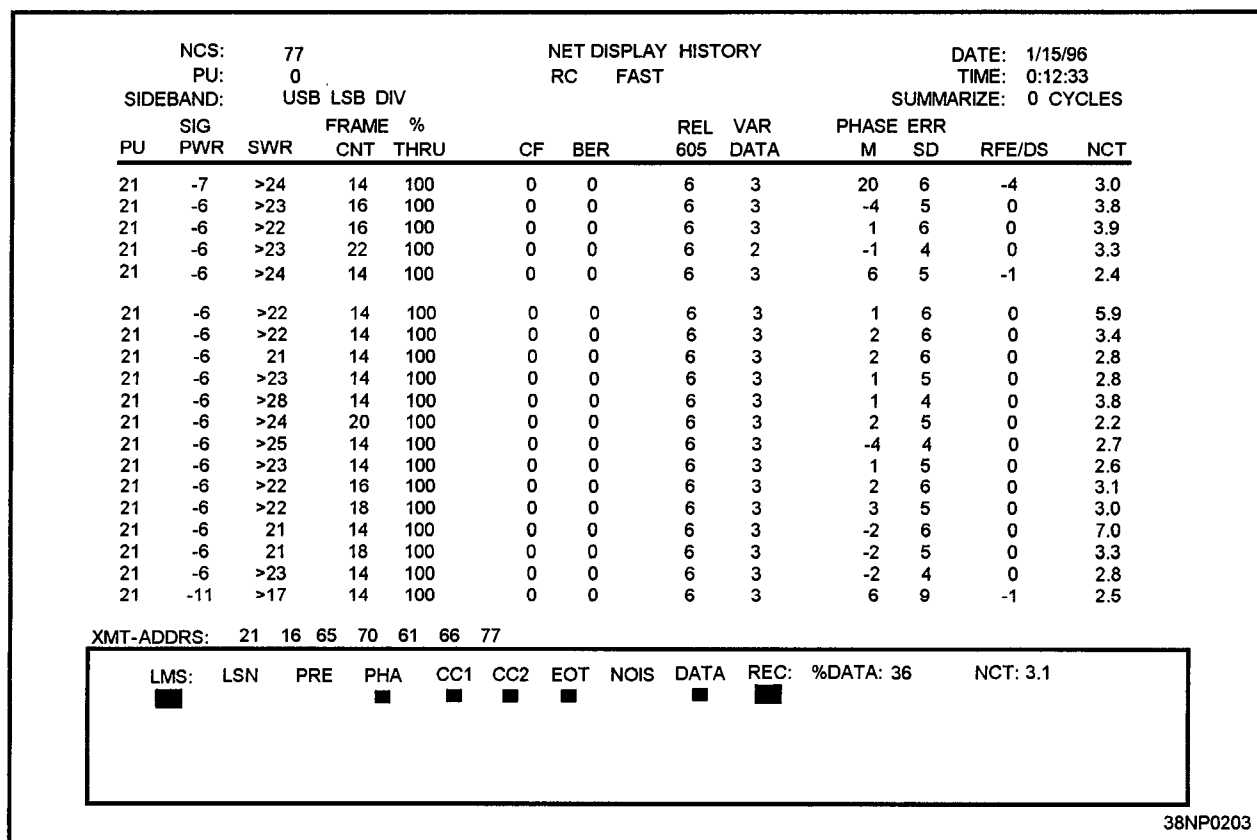 NCS: 77 NET DISPLAY HISTORY DATE: 1/15/96
PU: 0 RC FAST TIME: 0:12:33
SIDEBAND: USB LSB DIV SUMMARIZE: 0 CYCLES
SIG FRAME % REL VAR PHASE ERR
PU PWR SWR CNT THRU CF BER 605 DATA M SD RFE/DS NCT
21 -7 >24 14 100 0 0 6 3 20 6 -4 3.0
21 -6 >23 16 100 0 0 6 3 -4 5 0 3.8
21 -6 >22 16 100 0 0 6 3 1 6 0 3.9
21 -6 >23 22 100 0 0 6 2 -1 4 0 3.3
21 -6 >24 14 100 0 0 6 3 6 5 -1 2.4
21 -6 >22 14 100 0 0 6 3 1 6 0 5.9
21 -6 >22 14 100 0 0 6 3 2 6 0 3.4
21 -6 21 14 100 0 0 6 3 2 6 0 2.8
21 -6 >23 14 100 0 0 6 3 1 5 0 2.8
21 -6 >28 14 100 0 0 6 3 1 4 0 3.8
21 -6 >24 20 100 0 0 6 3 2 5 0 2.2
21 -6 >25 14 100 0 0 6 3 -4 4 0 2.7
21 -6 >23 14 100 0 0 6 3 1 5 0 2.6
21 -6 >22 16 100 0 0 6 3 2 6 0 3.1
21 -6 >22 18 100 0 0 6 3 3 5 0 3.0
21 -6 21 14 100 0 0 6 3 -2 6 0 7.0
21 -6 21 18 100 0 0 6 3 -2 5 0 3.3
21 -6 >23 14 100 0 0 6 3 -2 4 0 2.8
21 -11 >17 14 100 0 0 6 3 6 9 -1 2.5
XMT-ADDRS: 21 16 65 70 61 66 77
LMS: LSN PRE PHA CC1 CC2 EOT NOIS DATA REC: %DATA: 36 NCT: 3.1
38NP0203